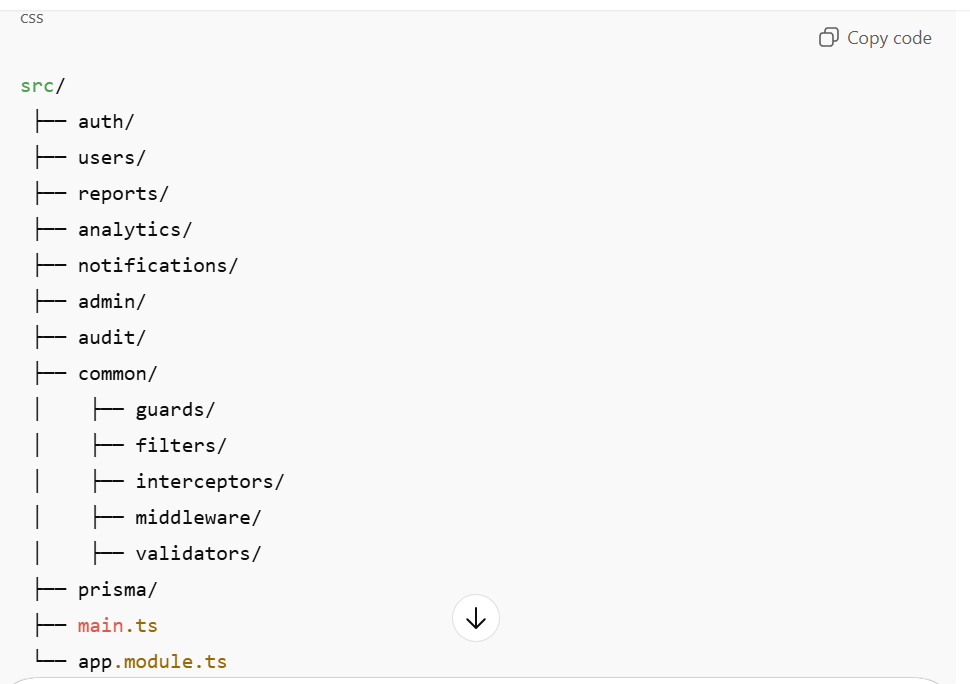 css
Copy code
src/
├── auth/
├── users/
├── reports/
├── analytics/
├── notifications/
├── admin/
├── audit/
├── common/
│    ├── guards/
│    ├── filters/
│    ├── interceptors/
│    ├── middleware/
│    ├── validators/
├── prisma/
├── main.ts
└── app.module.ts